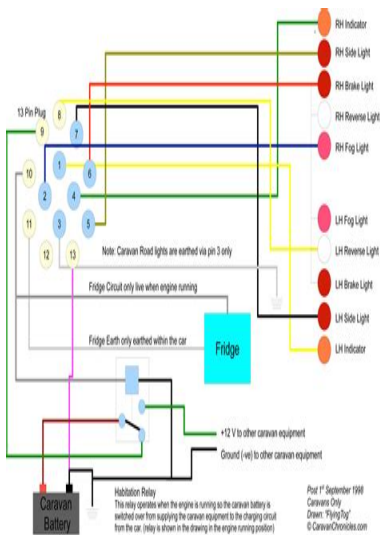 RH Indicator
RH Side Light
RH Brake Light
RH Reverse Light
RH Fog Light
13 Pin Plug
8
9
7
10
1
6
2
4
11
3
5
12
13
LH Fog Light
LH Reverse Light
LH Brake Light
LH Side Light
LH Indicator
Note: Caravan Road lights are earthed via pin 3 only
Fridge Circuit only live when engine running
Fridge Earth only earthed within the car
Fridge
+12 V to other caravan equipment
Ground (-ve) to other caravan equipment
Caravan
Battery
Habitation Relay
This relay operates when the engine is running so the caravan battery is
switched over from supplying the caravan equipment to the charging circuit
from the car. (relay is shown in the drawing in the engine running position)
Post 1st September 1998
Caravans Only
Drawn: "FlyingTog"
© CaravanChronicles.com